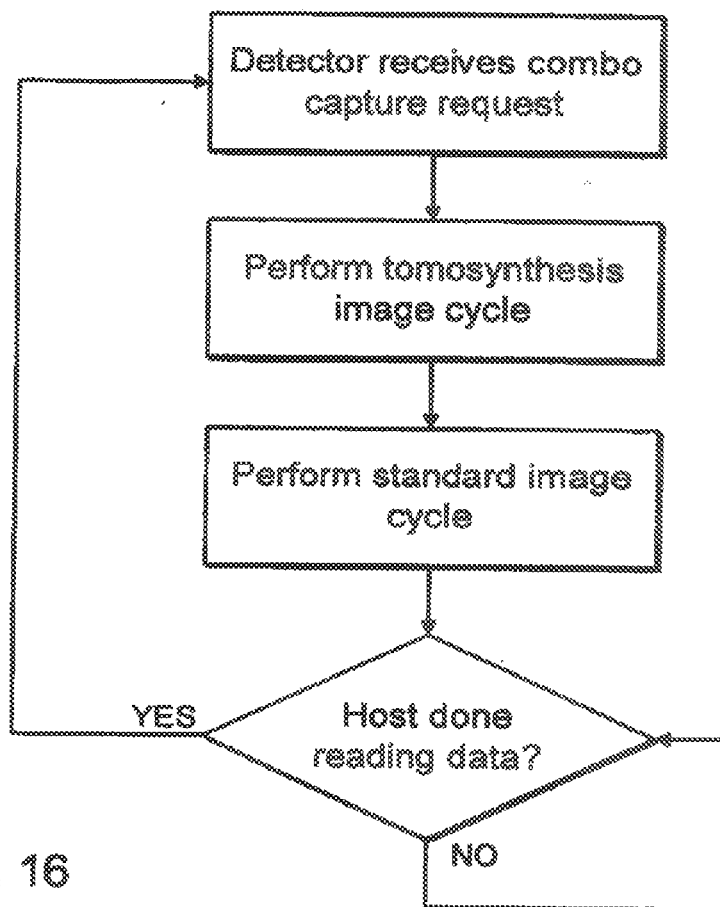 Detector receives combo
capture request
Perform tomosynthesis
image cycle
Perform standard image
cycle
YES
Host done
reading data?
NO
16